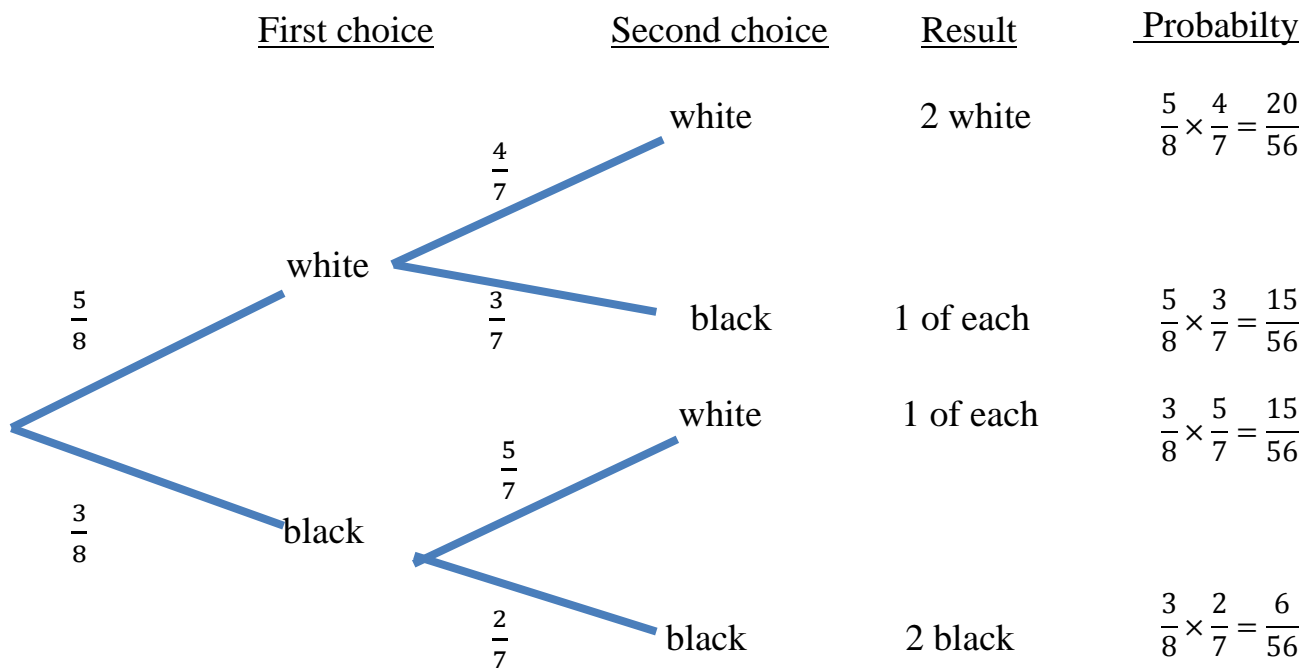 First choice Second choice Result Probabilty
white 2 white 5/8 × 4/7 = 20/56
4/7
white
5/8
3/7
black 1 of each 5/8 × 3/7 = 15/56
white 1 of each 3/8 × 5/7 = 15/56
5/7
3/8
black
2/7
black 2 black 3/8 × 2/7 = 6/56